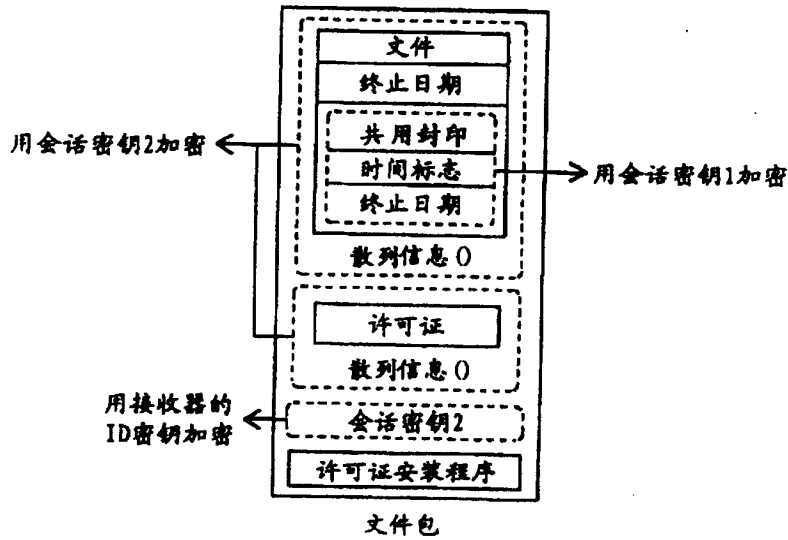 文件
终止日期
共用封印
时间标志
终止日期
散列信息()
用会话密钥2加密
用会话密钥1加密
许可证
散列信息()
用接收器的
ID密钥加密
会话密钥2
许可证安装程序
文件包